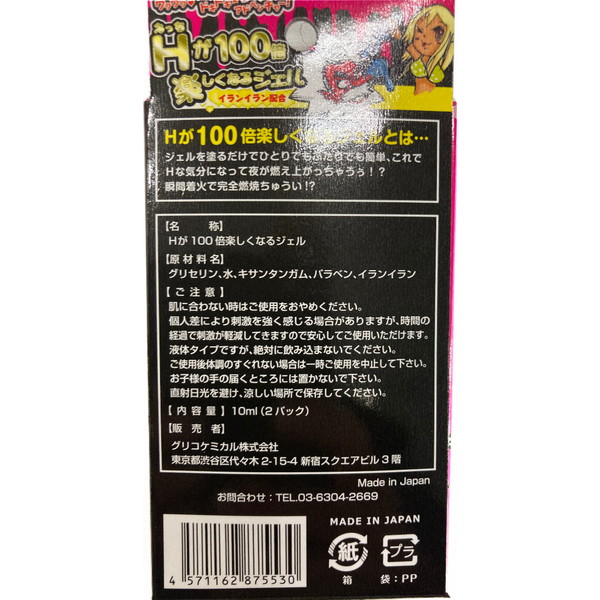 えっち
Hが100倍
楽しくなるジェル
イランイラン配合
Hが100倍楽しくなるジェルとは…
ジェルを塗るだけでひとりでもふたりでも簡単、これで
Hな気分になって夜が燃え上がっちゃうぅ!?
瞬間着火で完全燃焼ちゅうい!?
【名 称】
Hが100倍楽しくなるジェル
【原材料名】
グリセリン、水、キサンタンガム、パラベン、イランイラン
【ご注意】
肌に合わない時はご使用をおやめください。
個人差により刺激を強く感じる場合がありますが、時間の
経過で刺激が軽減してきますので安心してご使用いただけます。
液体タイプですが、絶対に飲み込まないでください。
ご使用後体調のすぐれない場合は一時ご使用を中止して下さい。
お子様の手の届くところには置かないで下さい。
直射日光を避け、涼しい場所で保存してください。
【内容量】10ml(2パック)
【販売者】
グリコケミカル株式会社
東京都渋谷区代々木2-15-4 新宿スクエアビル3階
Made in Japan
お問合わせ:TEL.03-6304-2669
MADE IN JAPAN
紙
プラ
箱 袋:PP
4 571162 875530